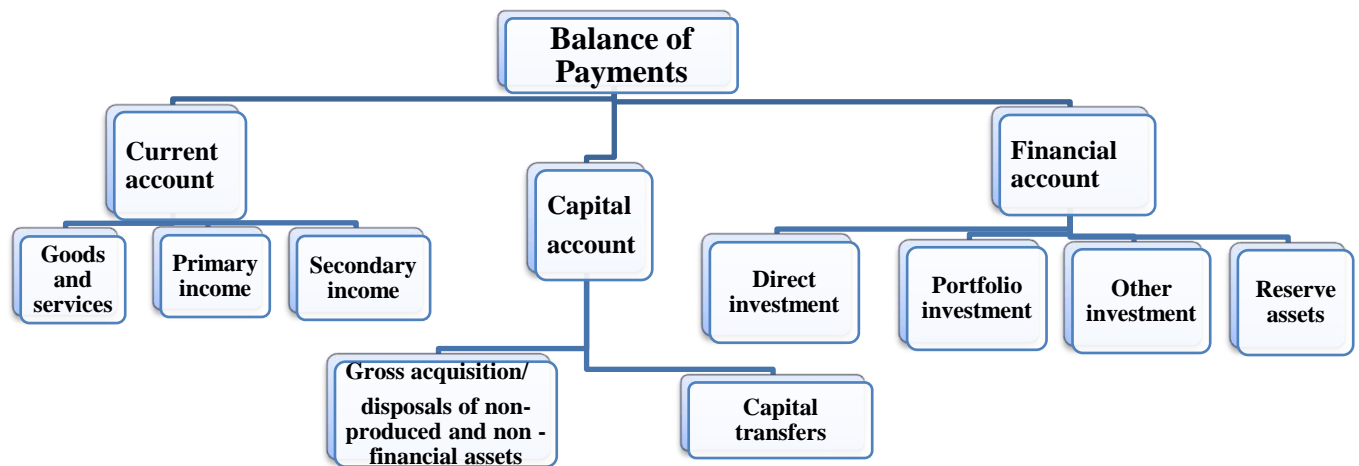 Balance of
Payments
Current
account
Capital
account
Financial
account
Goods
and
services
Primary
income
Secondary
income
Direct
investment
Portfolio
investment
Other
investment
Reserve
assets
Gross acquisition/
disposals of non-
produced and non -
financial assets
Capital
transfers